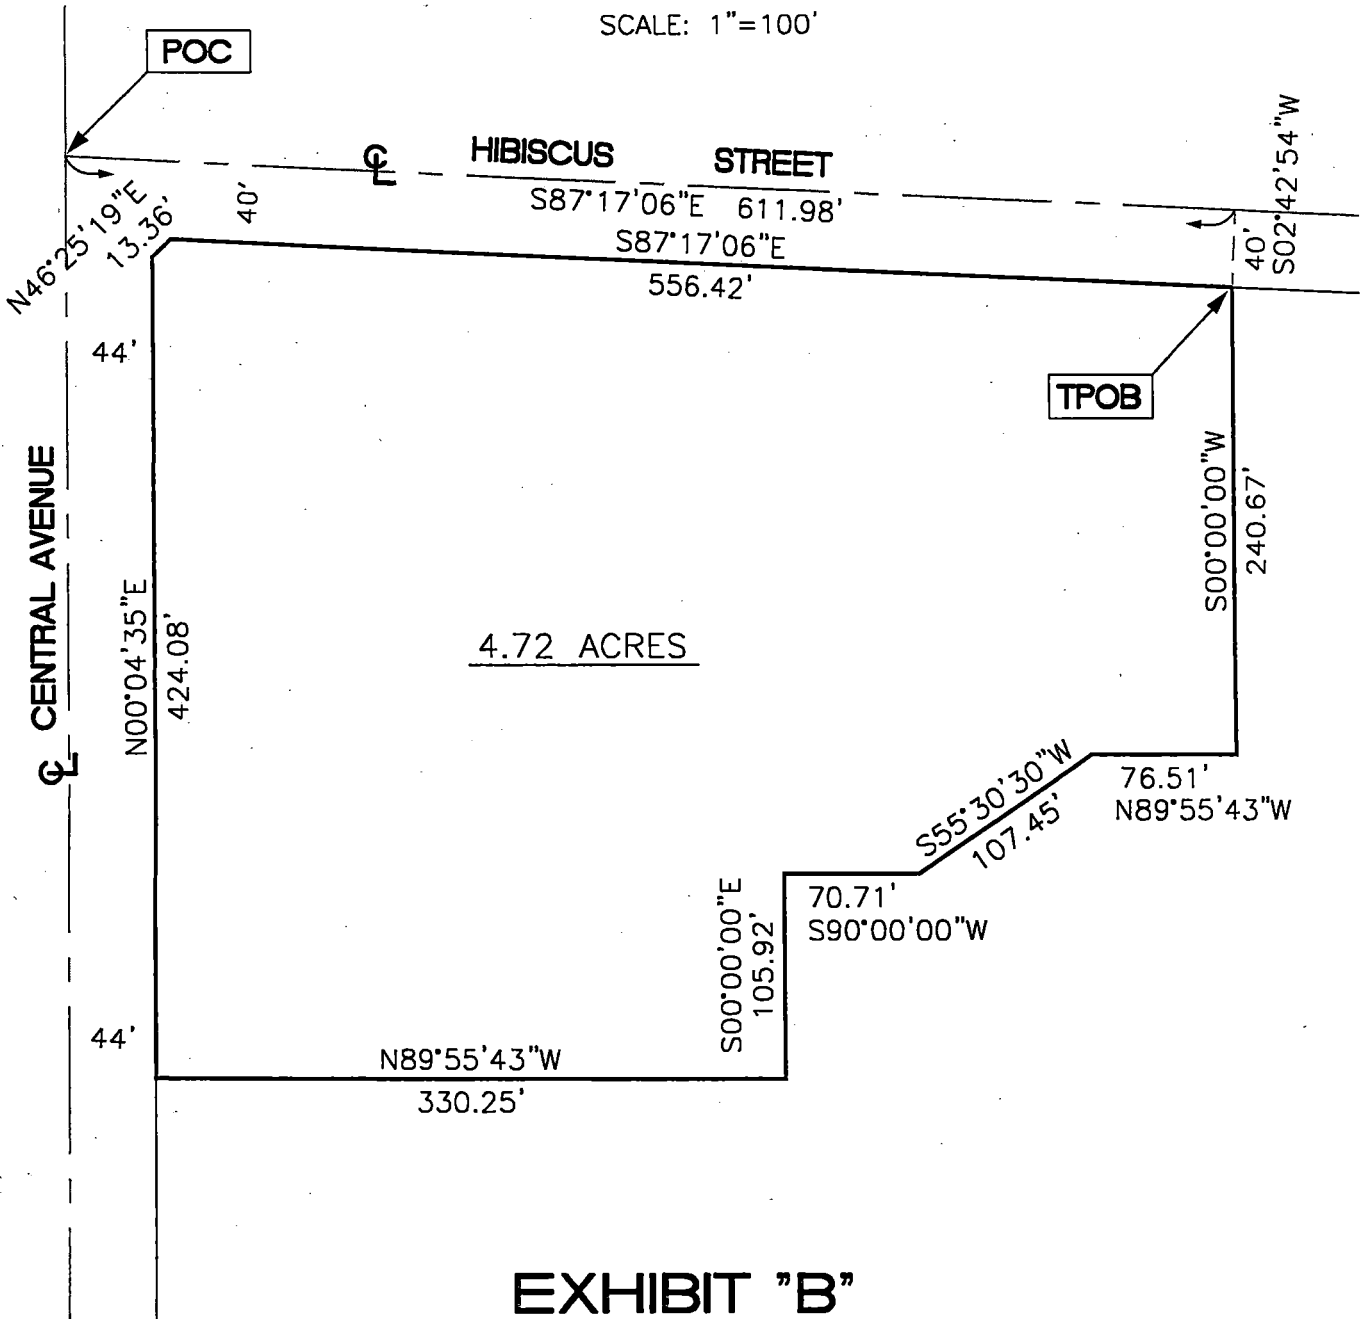 SCALE: 1"=100'
POC
℄ HIBISCUS STREET
S87°17'06"E 611.98'
S02°42'54"W
40'
N46°25'19"E
13.36'
40'
S87°17'06"E
556.42'
44'
TPOB
S00°00'00"W
240.67'
℄ CENTRAL AVENUE
N00°04'35"E
424.08'
4.72 ACRES
S55°30'30"W
107.45'
76.51'
N89°55'43"W
70.71'
S90°00'00"W
S00°00'00"E
105.92'
44'
N89°55'43"W
330.25'
EXHIBIT "B"